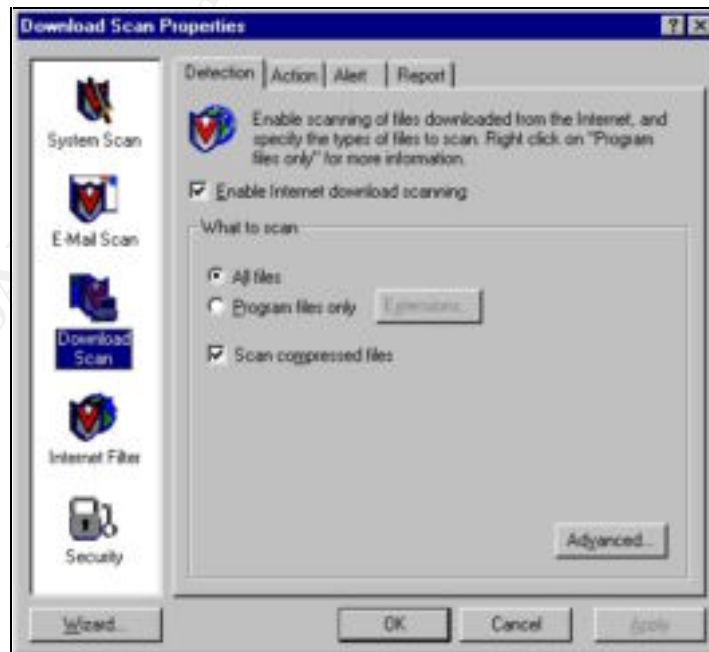 Download Scan Properties
System Scan
E-Mail Scan
Download
Scan
Internet Filter
Security
Detection
Action
Alert
Report
Enable scanning of files downloaded from the Internet, and
specify the types of files to scan. Right click on "Program
files only" for more information.
Enable Internet download scanning
What to scan
All files
Program files only
Extensions...
Scan compressed files
Advanced...
Wizard...
OK
Cancel
Apply